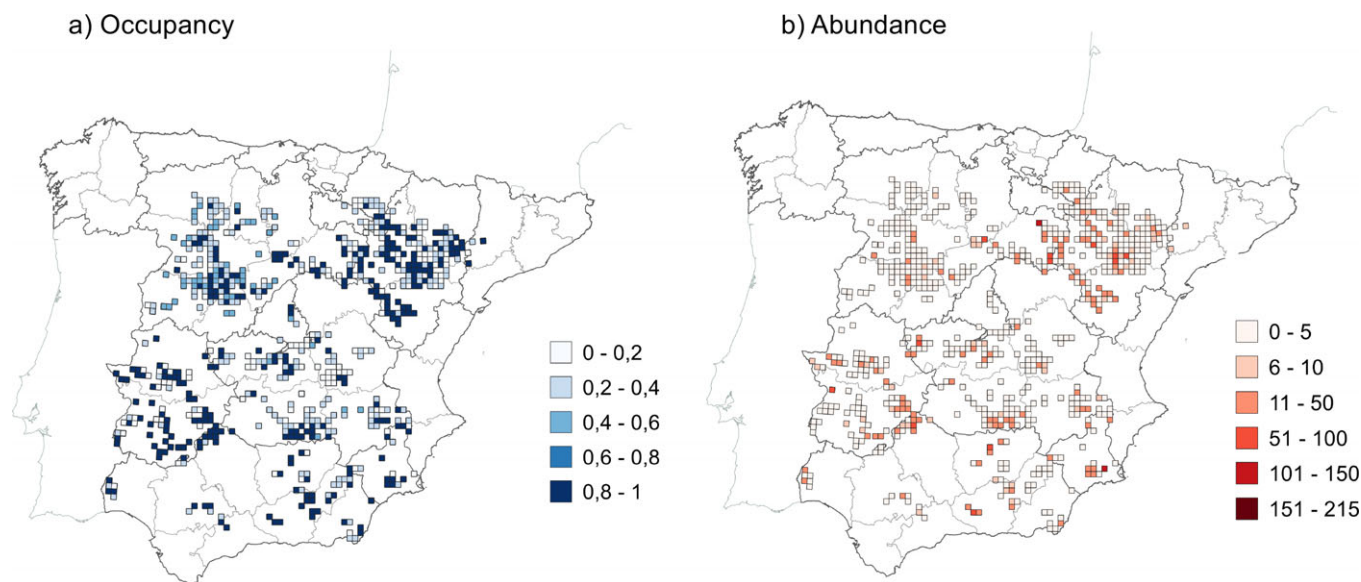 a) Occupancy
b) Abundance
0 - 0,2
0,2 - 0,4
0.4 - 0,6
0,6 - 0,8
0,8 - 1
0 - 5
6 - 10
11 - 50
51 - 100
101 - 150
151 - 215